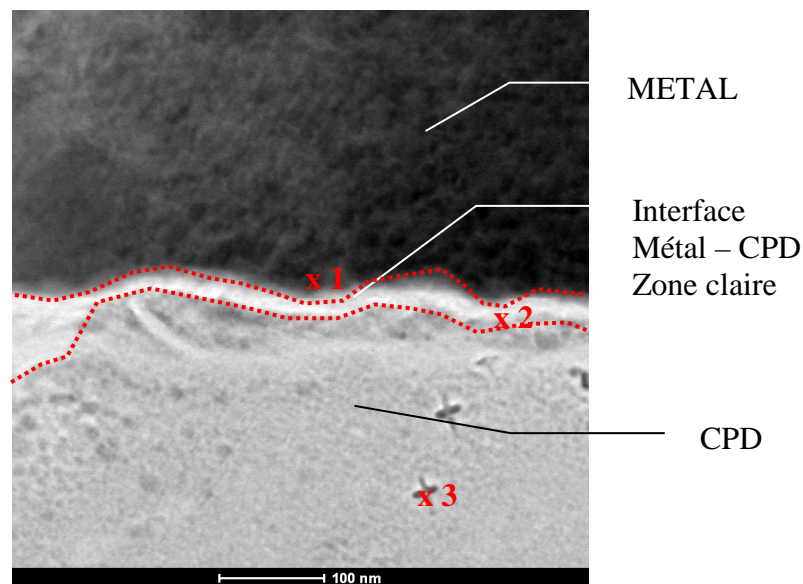 METAL
x 1
Interface
Métal – CPD
Zone claire
x 2
CPD
x 3
100 nm